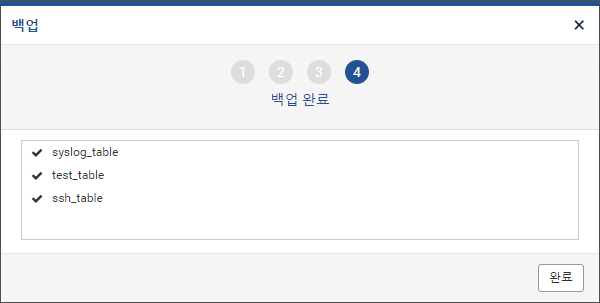 백업
1 2 3 4
백업 완료
syslog_table
test_table
ssh_table
완료